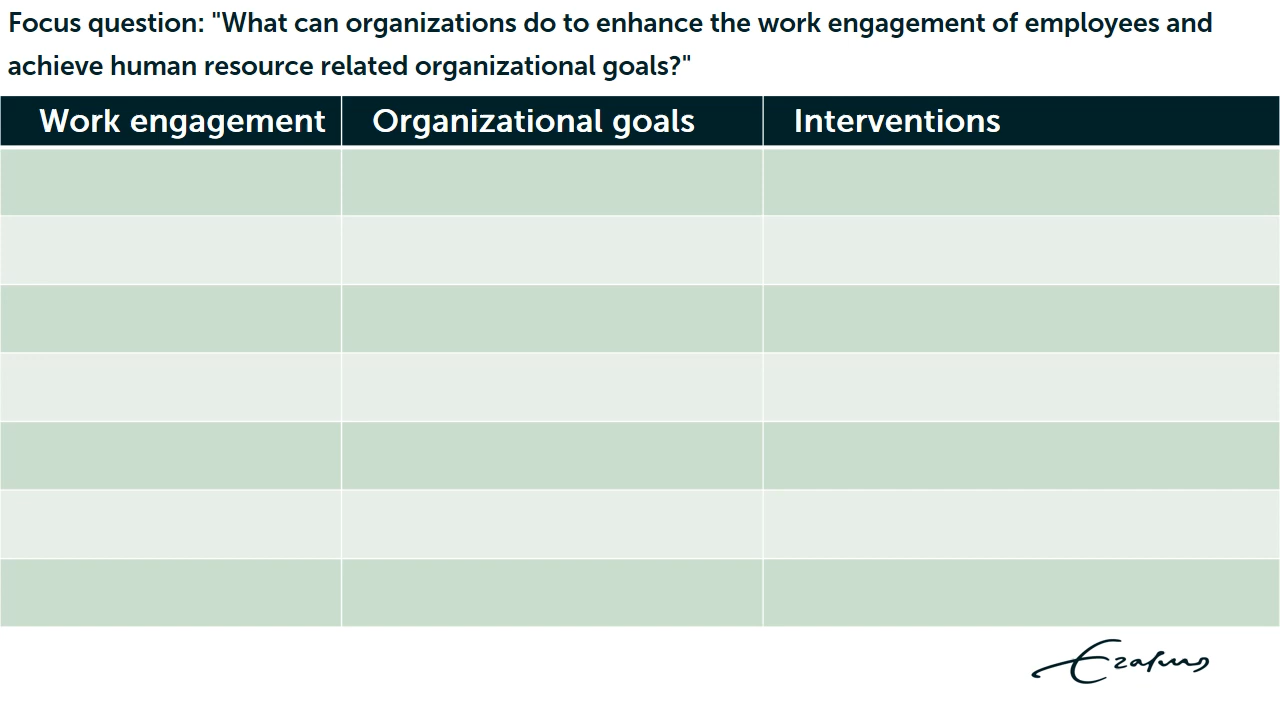 Focus question: "What can organizations do to enhance the work engagement of employees and
achieve human resource related organizational goals?"
Work engagement Organizational goals Interventions
Erasmus